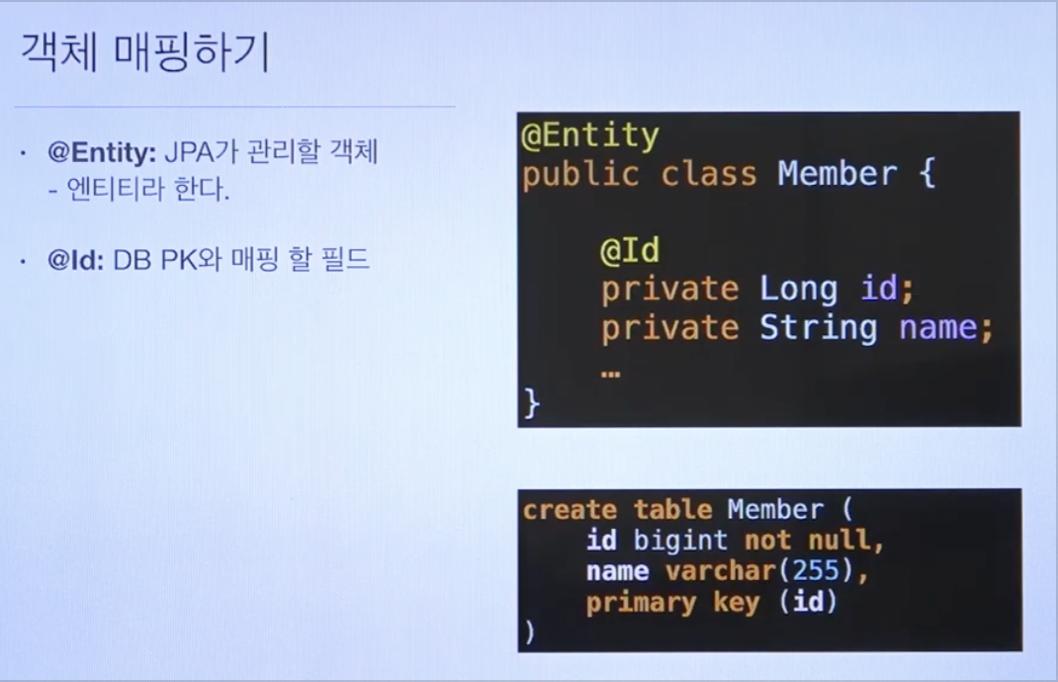 객체 매핑하기
· @Entity: JPA가 관리할 객체
- 엔티티라 한다.
· @Id: DB PK와 매핑 할 필드
@Entity
public class Member {
@Id
private Long id;
private String name;
…
}
create table Member (
id bigint not null,
name varchar(255),
primary key (id)
)